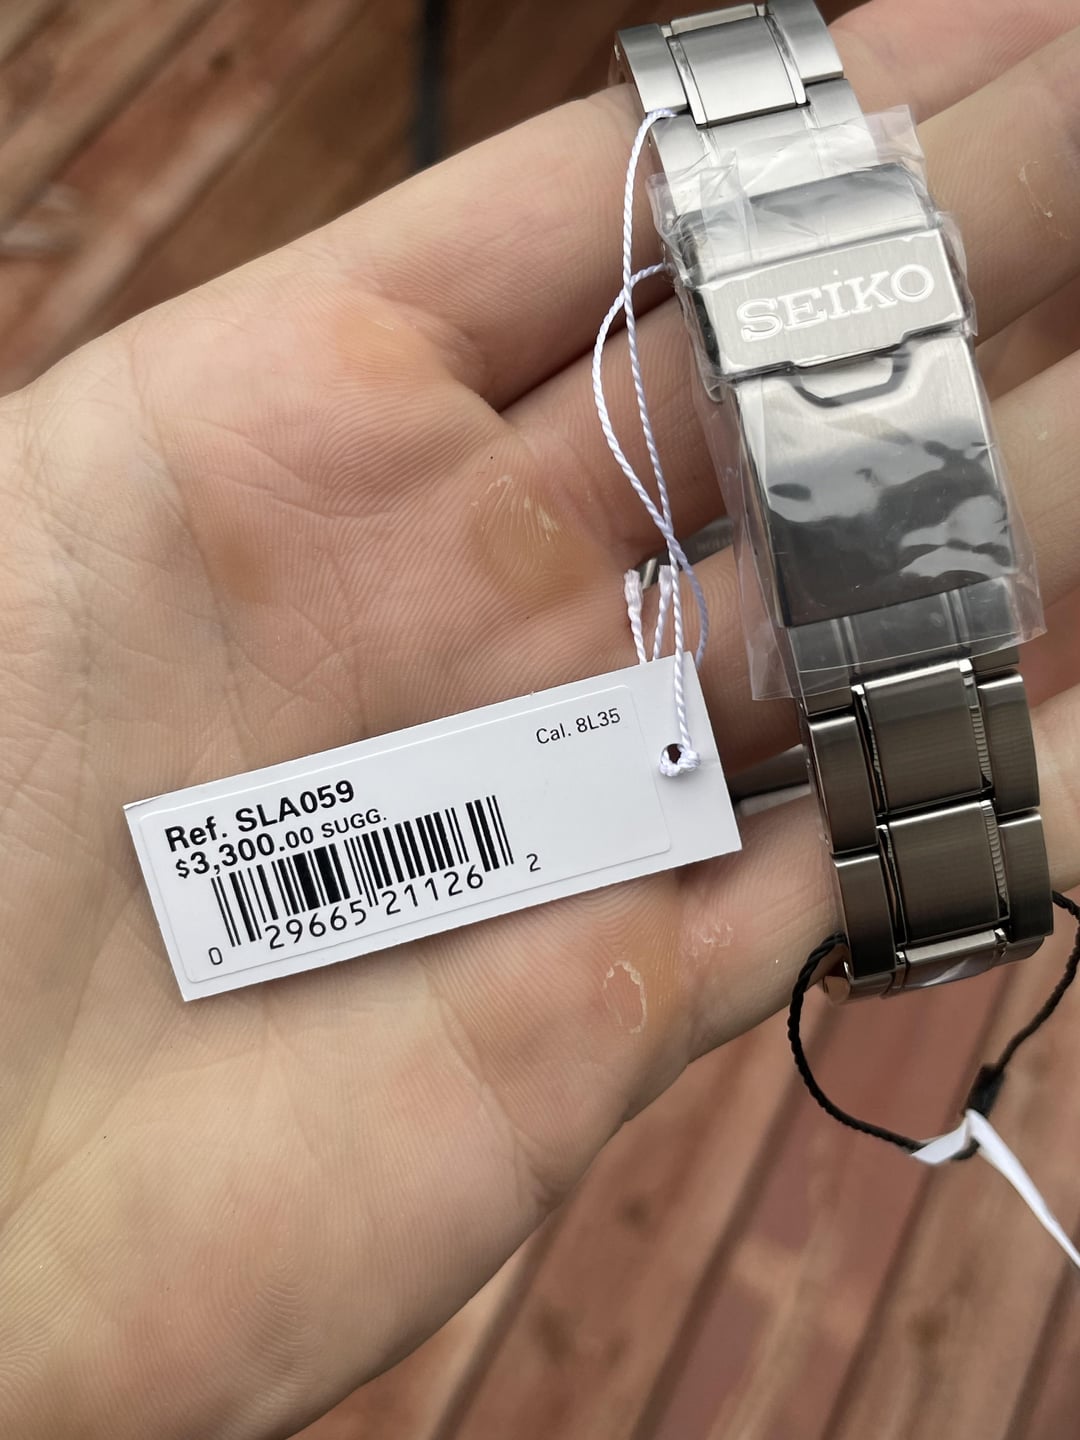 SEIKO
Cal. 8L35
Ref. SLA059
$3,300.00 SUGG.
0 29665 21126 2